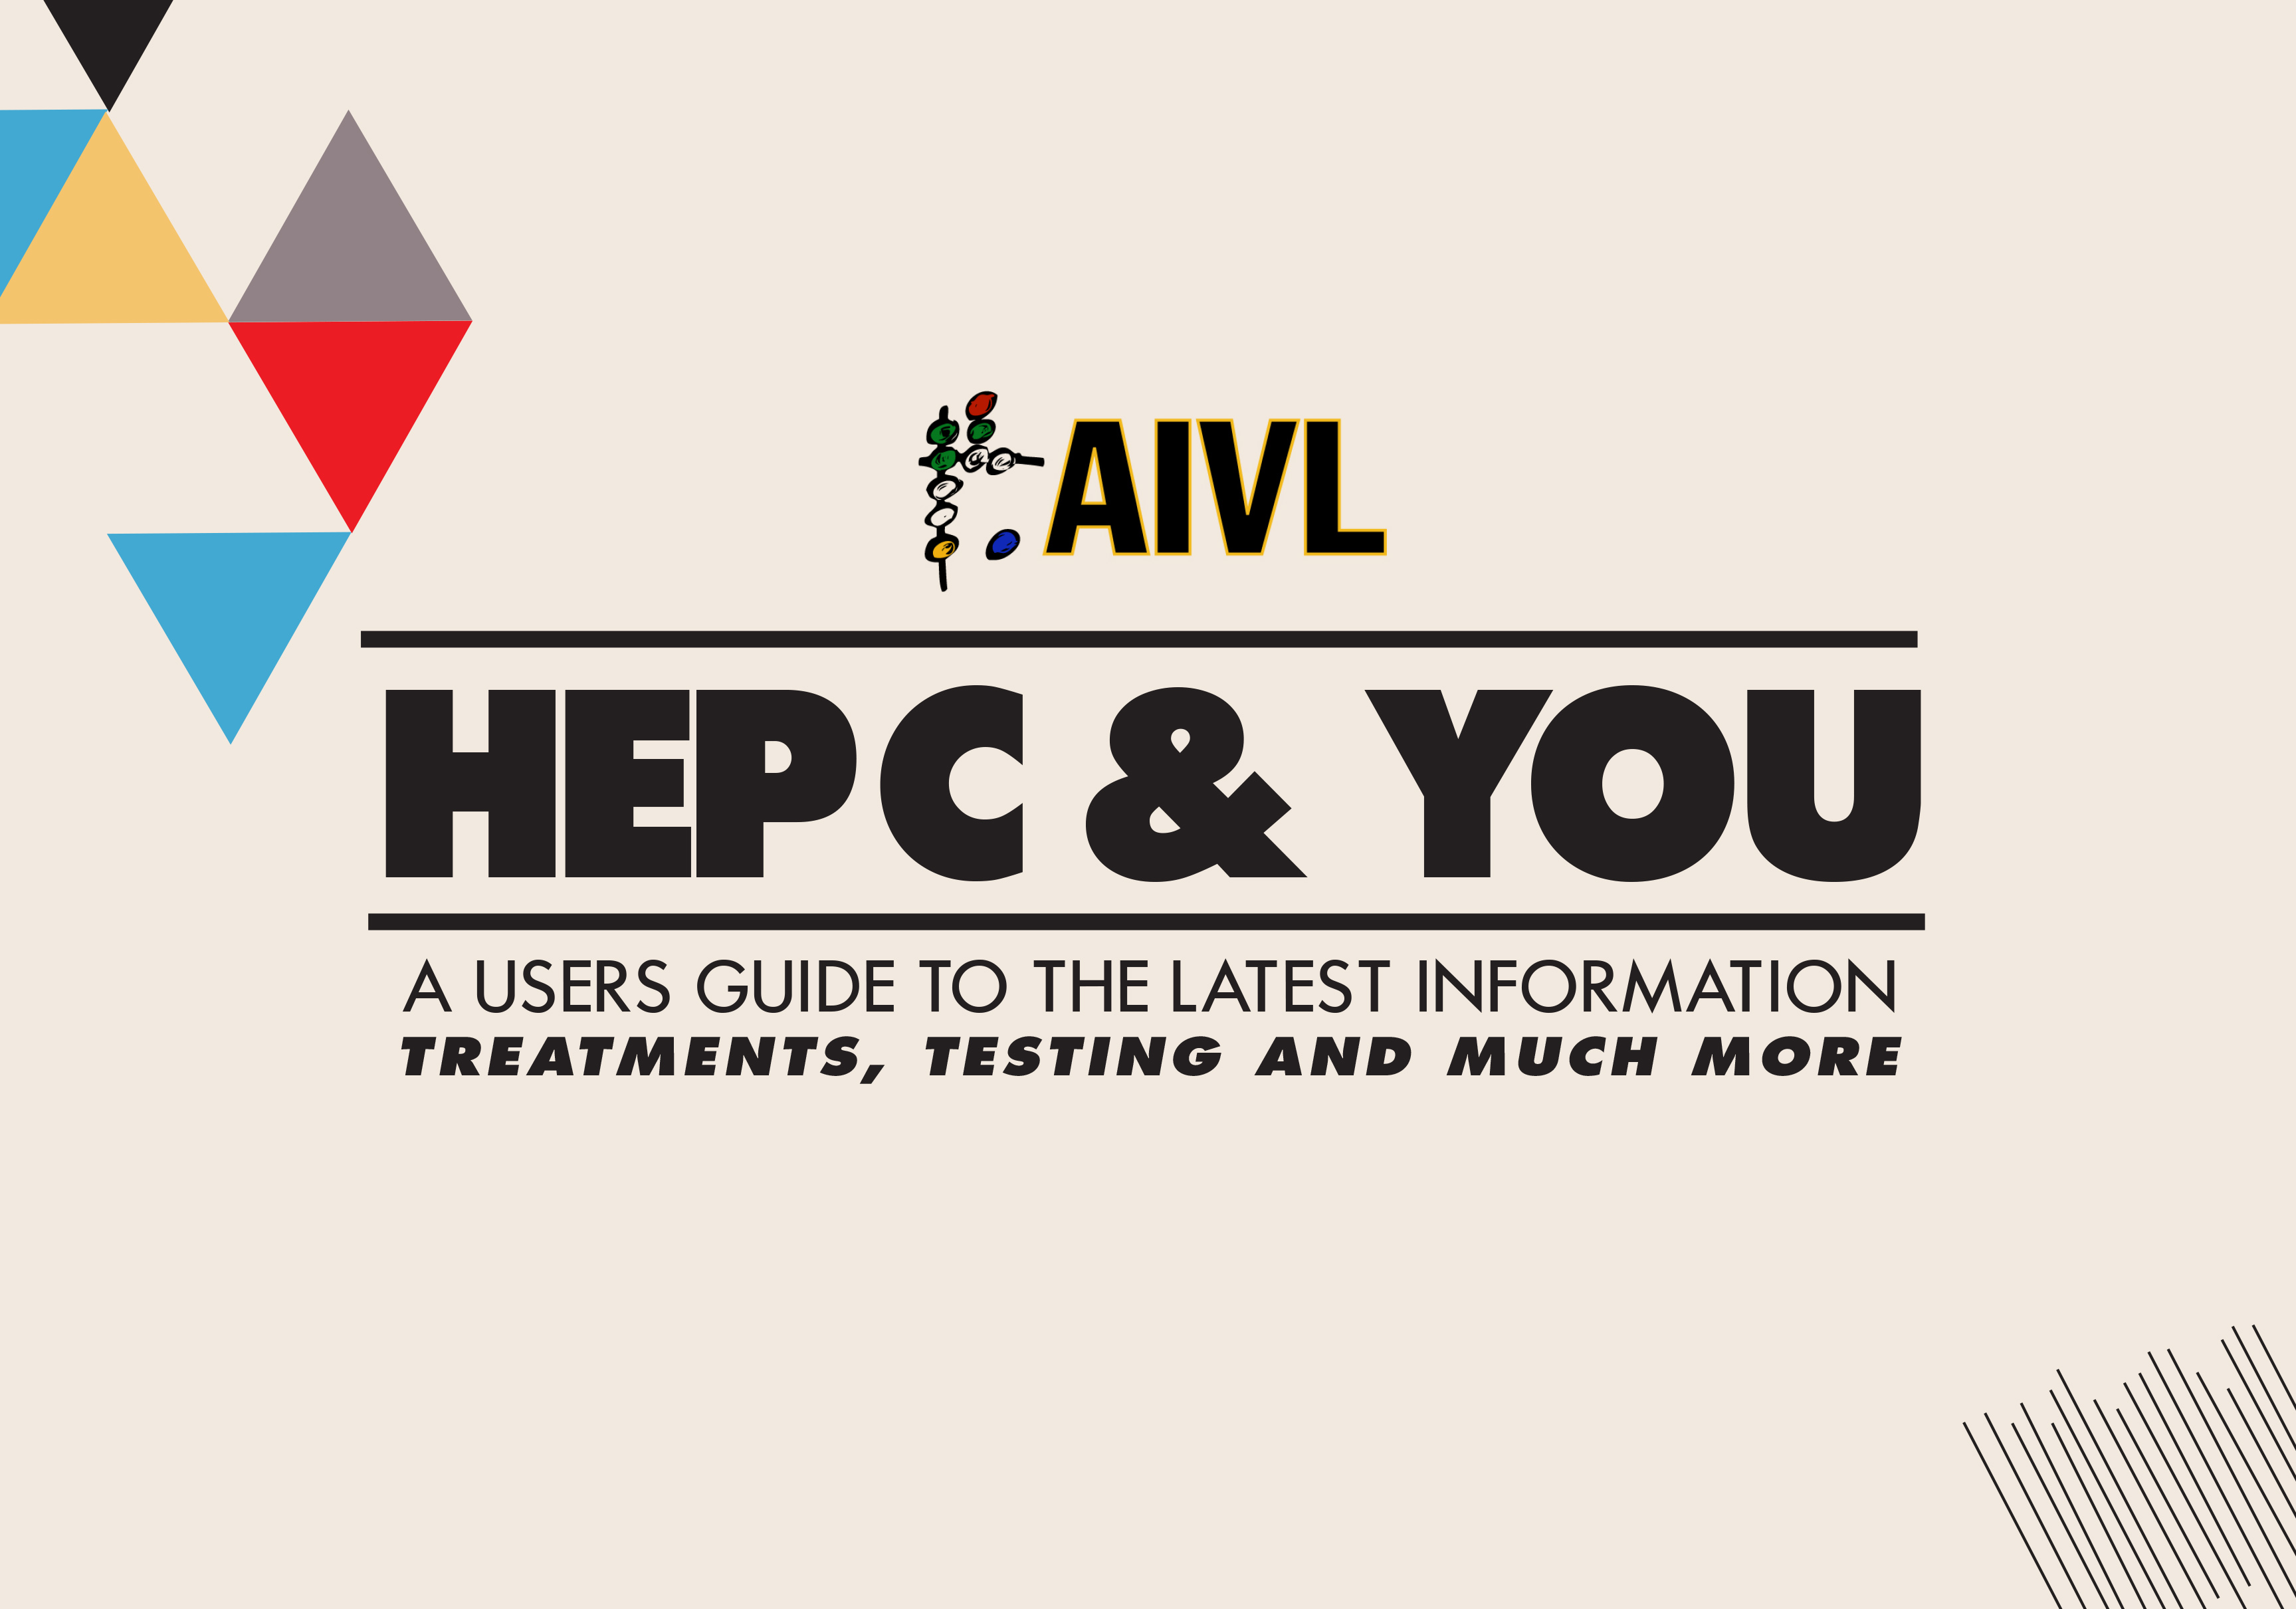 AIVL
HEP C & YOU
A USERS GUIDE TO THE LATEST INFORMATION
TREATMENTS, TESTING AND MUCH MORE